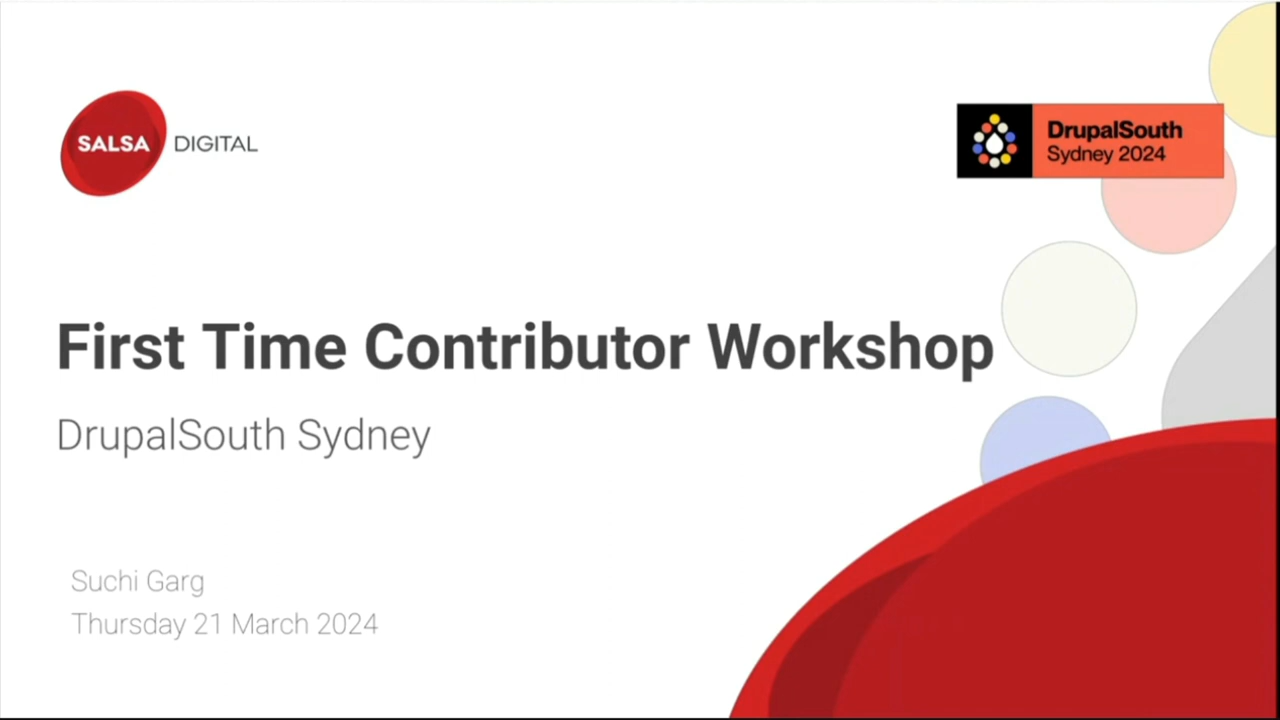 SALSA DIGITAL
DrupalSouth
Sydney 2024
First Time Contributor Workshop
DrupalSouth Sydney
Suchi Garg
Thursday 21 March 2024